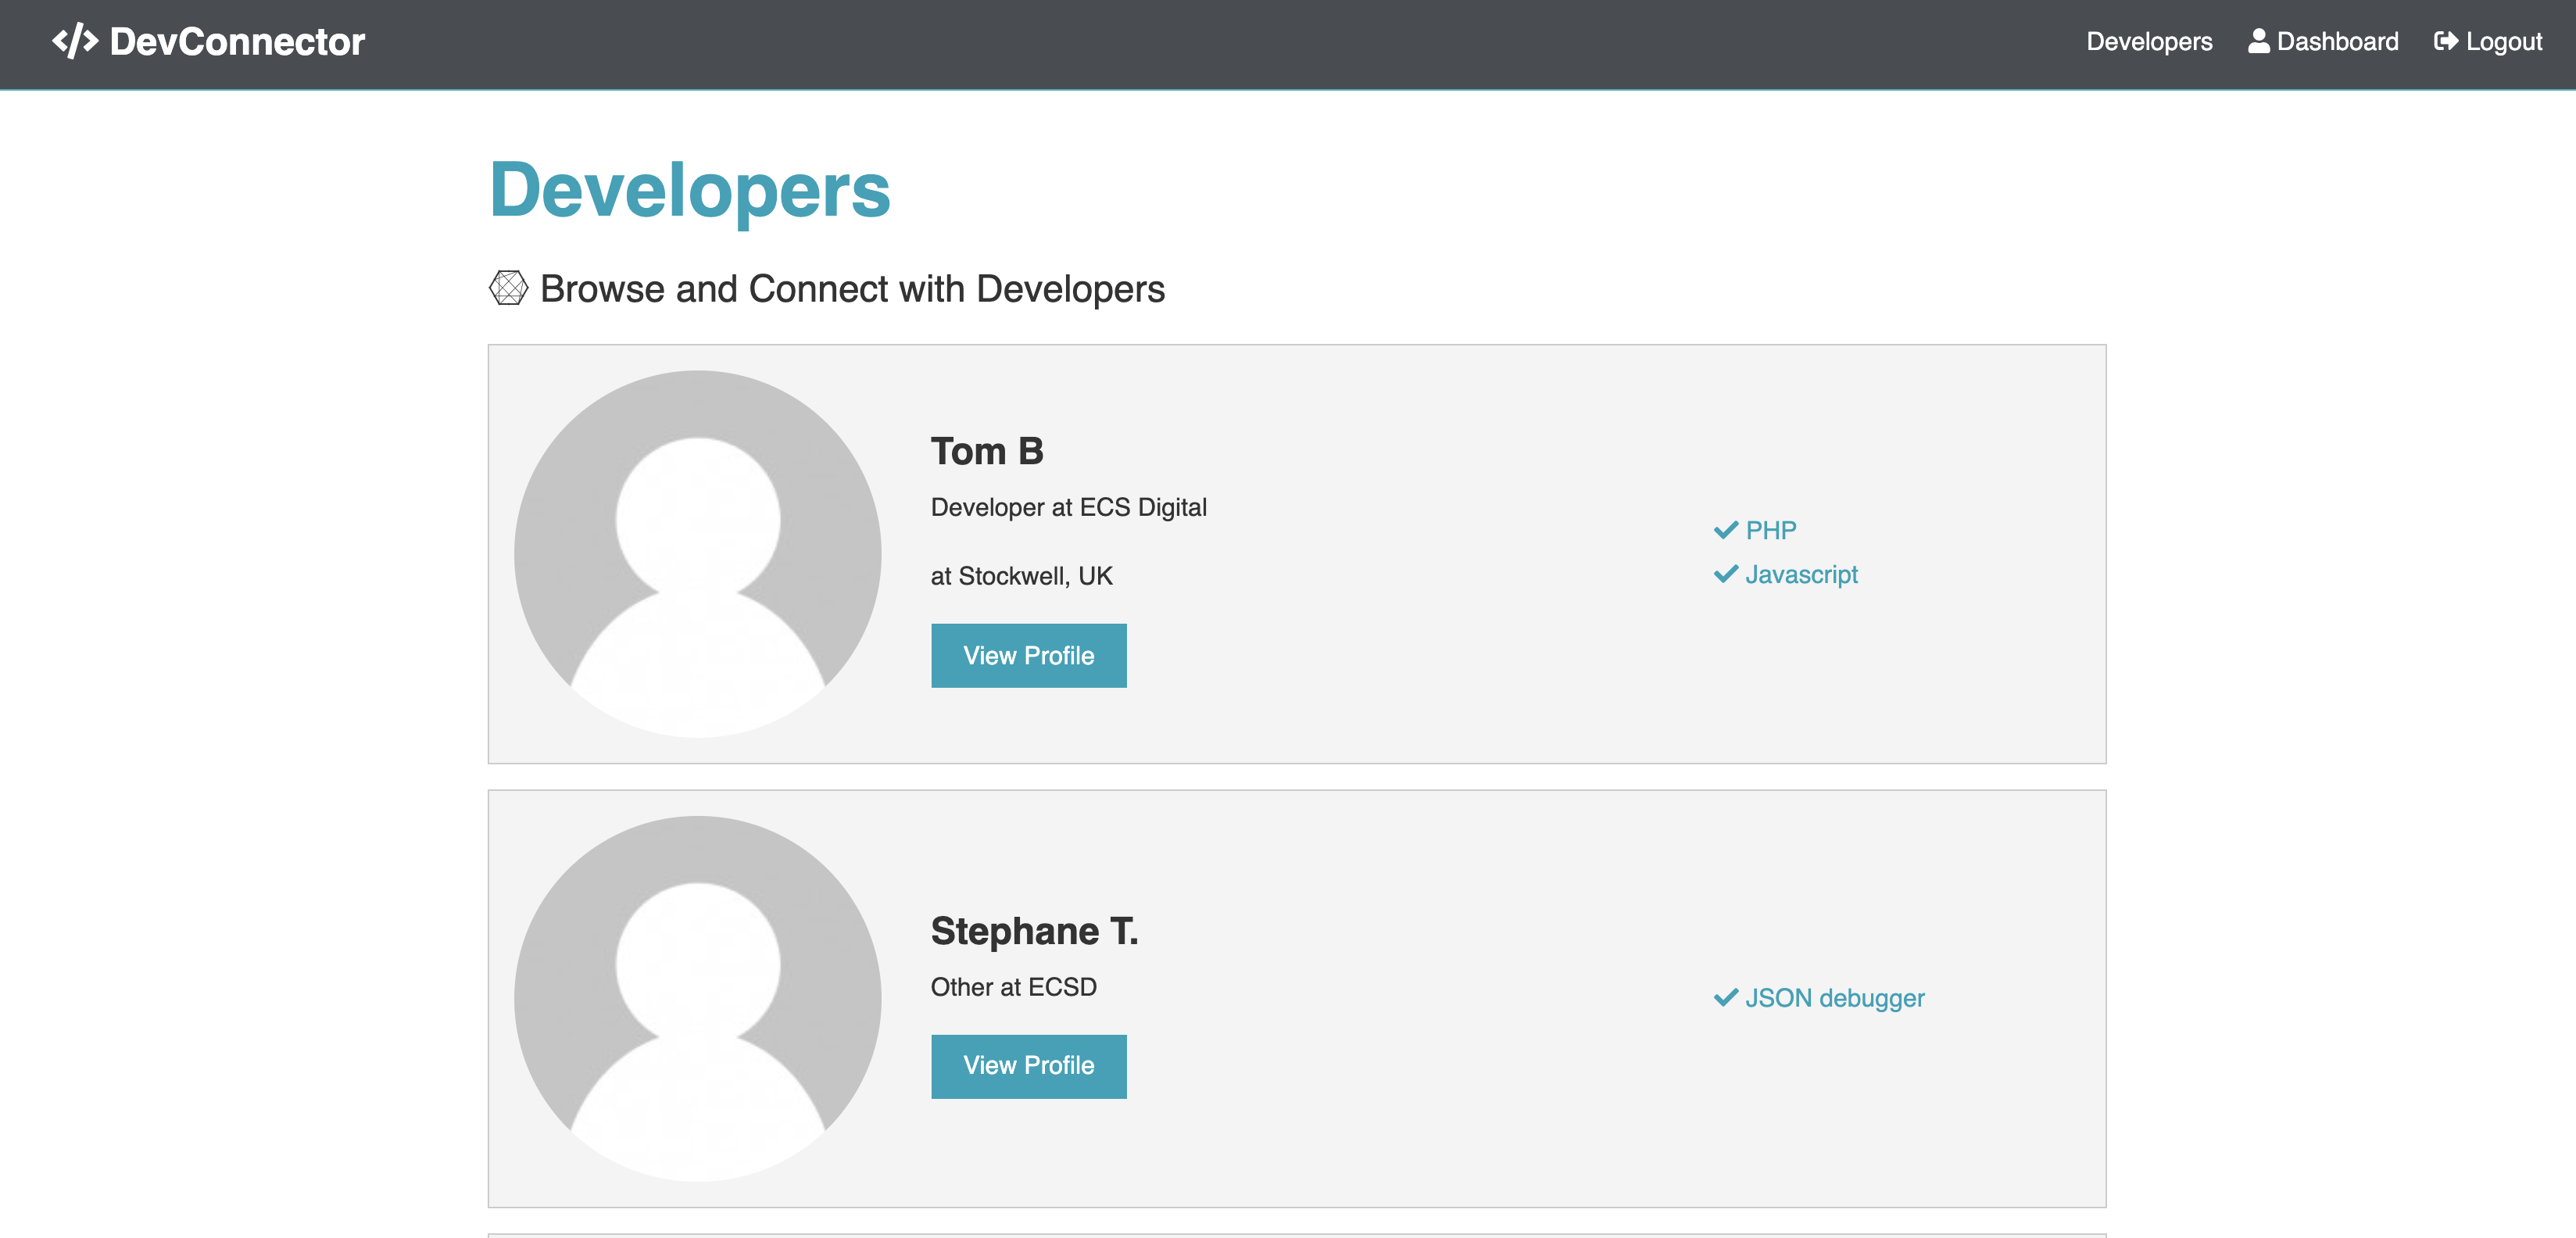 DevConnector
Developers Dashboard Logout
Developers
Browse and Connect with Developers
Tom B
Developer at ECS Digital
at Stockwell, UK
View Profile
PHP
Javascript
Stephane T.
Other at ECSD
View Profile
JSON debugger